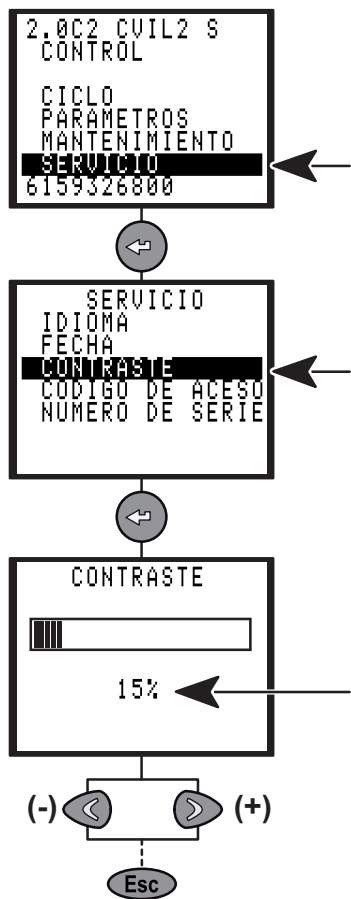 2.0C2 CVIL2 S
CONTROL
CICLO
PARAMETROS
MANTENIMIENTO
SERVICIO
6159326800
SERVICIO
IDIOMA
FECHA
CONTRASTE
CODIGO DE ACESO
NUMERO DE SERIE
CONTRASTE
15%
(-) (+)
Esc